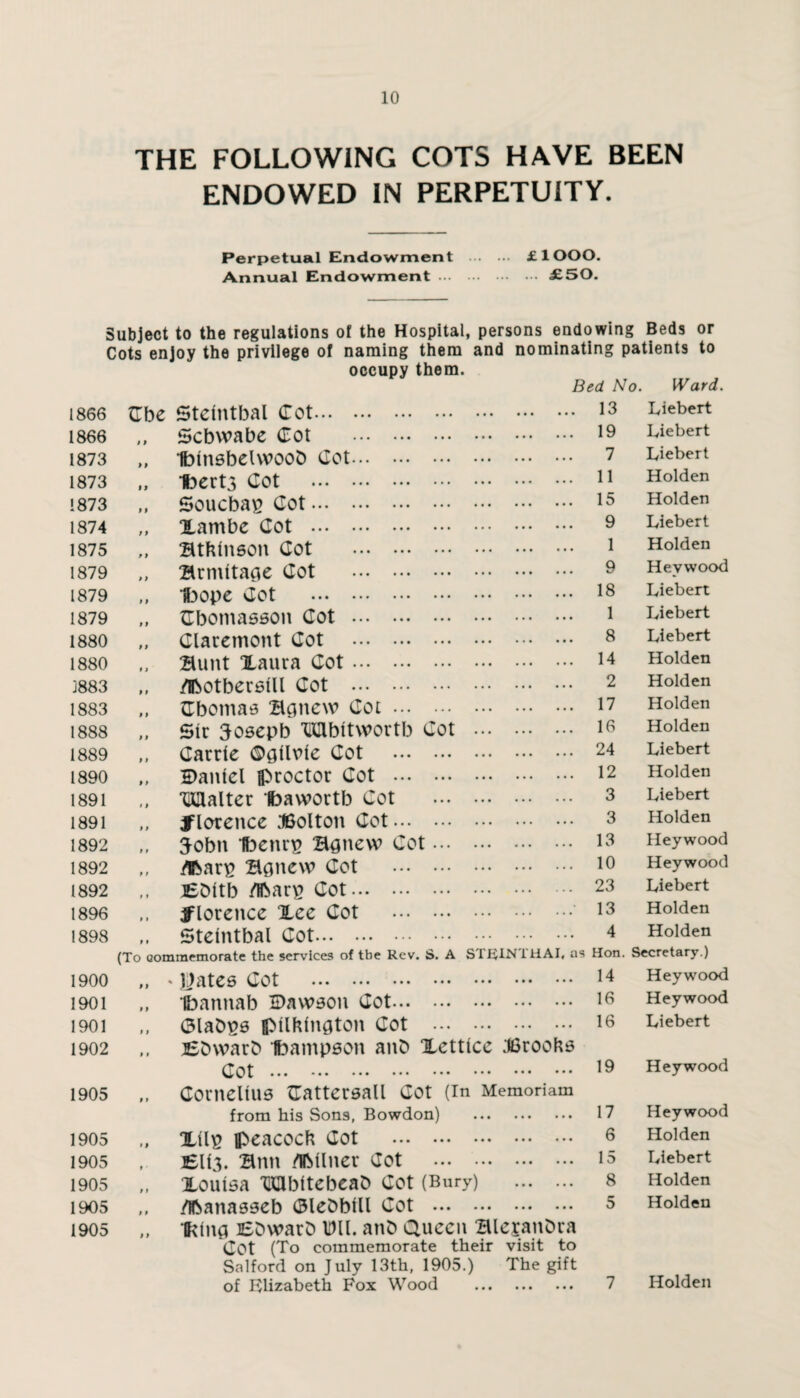 10
THE FOLLOWING COTS HAVE BEEN
ENDOWED IN PERPETUITY.
Perpetual Endowment ... ... £1000.
Annual Endowment ... ... ... ... £50.
Subject to the regulations of the Hospital, persons endowing Beds or
Cots enjoy the privilege of naming them and nominating patients to
occupy them.
Bed No. Ward.
1866 The Steinthal Cot... ... ... ... ... ... ... ... 13 Liebert
1866 ,, Schwabe Cot ... ... ... ... ... ... ... 19 Liebert
1873 ,, Hinshelwood Cot... ... ... ... ... ... ... 7 Liebert
1873 ,, Hertz Cot ... ... ... ... ... ... ... ... 11 Holden
1873 ,, Souchay Cot ... ... ... ... ... ... ... ... 15 Holden
1874 ,, Lambe Cot ... ... ... ... ... ... ... ... 9 Liebert
1875 ,, Atkinson Cot ... ... ... ... ... ... ... 1 Holden
1879 ,, Armitage Cot ... ... ... ... ... ... ... 9 Heywood
1879 ,, Hope Cot ... ... ... ... ... ... ... ... 18 Liebert
1879 ,, Thomasson Cot ... ... ... ... ... ... ... 1 Liebert
1880 ,, Claremont Cot ... ... ... ... ... ... ... 8 Liebert
1880 ,, Aunt Laura Cot ... ... ... ... ... ... ... 14 Holden
1883 ,, Mothersill Cot ... ... ... ... ... ... ... 2 Holden
1883 ,, Thomas Agnew Cot ... ... ... ... ... ... 17 Holden
1888 ,, Sir Joseph Whitworth Cot ... ... ... ... 16 Holden
1889 ,, Carrie Ogilvie Cot ... ... ... ... ... ... 24 Liebert
1890 ,, Daniel Proctor Cot ... ... ... ... ... ... 12 Holden
1891 ,, Walter Haworth Cot ... ... ... ... ... 3 Liebert
1891 ,, Florence Bolton Cot ... ... ... ... ... ... 3 Holden
1892 ,, John Henry Agnew Cot ... ... ... ... ... 13 Heywood
1892 ,, Mary Agnew Cot ... ... ... ... ... ... 10 Heywood
1892 ,, Edith Mary Cot... ... ... ... ... ... ... 23 Liebert
1896 ,, Florence Lee Cot ... ... ... ... ... ... 13 Holden
1898 ,, Steinthal Cot... ... ... ... ... ... ... ... 4 Holden
(To commemorate the services of the Rev. S. A STEINTHAL, as Hon. Secretary.)
1900 ,, Yates Cot ... ... ... ... ... ... ... ... 14 Heywood
1901 ,, Hannah Dawson Cot... ... ... ... ... ... 16 Heywood
1901 ,, Gladys Pilkington Cot ... ... ... ... ... 16 Liebert
1902 ,, Edward Hampson and Lettice Brooks
Cot ... ... ... ... ... ... ... ... ... ... 19 Heywood
1905 ,, Cornelius Tattersall Cot (In Memoriam
from his Sons, Bowdon) ... ... ... ... 17 Heywood
1905 ,, Lily Peacock Cot ... ... ... ... ... ... 6 Holden
1905 , Eliz. Ann Milner Cot ... ... ... ... ... 15 Liebert
1905 ,, Louisa Whitehead Cot (Bury) ... ... 8 Holden
1905 ,, Manasseh Gledhill Cot ... ... ... ... ... 5 Holden
1905 ,, King Edward VII. and Queen Alexandra
Cot (To commemorate their visit to
Salford on July 13th, 1905.) The gift
of Elizabeth Fox Wood ... ... ... 7 Holden